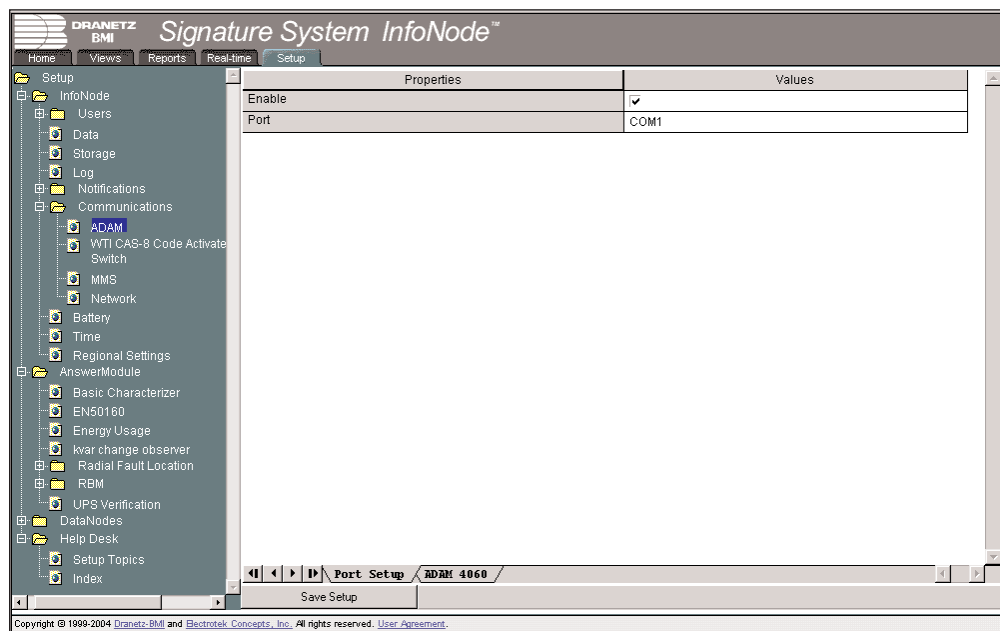 DRANETZ
BMI
Signature System InfoNode™
Home Views Reports Real-time Setup
Setup
InfoNode
Users
Data
Storage
Log
Notifications
Communications
ADAM
WTI CAS-8 Code Activate
Switch
MMS
Network
Battery
Time
Regional Settings
AnswerModule
Basic Characterizer
EN50160
Energy Usage
kvar change observer
Radial Fault Location
RBM
UPS Verification
DataNodes
Help Desk
Setup Topics
Index
Properties Values
Enable
Port COM1
Port Setup ADAM 4060
Save Setup
Copyright © 1999-2004 Dranetz-BMI and Electrotek Concepts, Inc. All rights reserved. User Agreement.